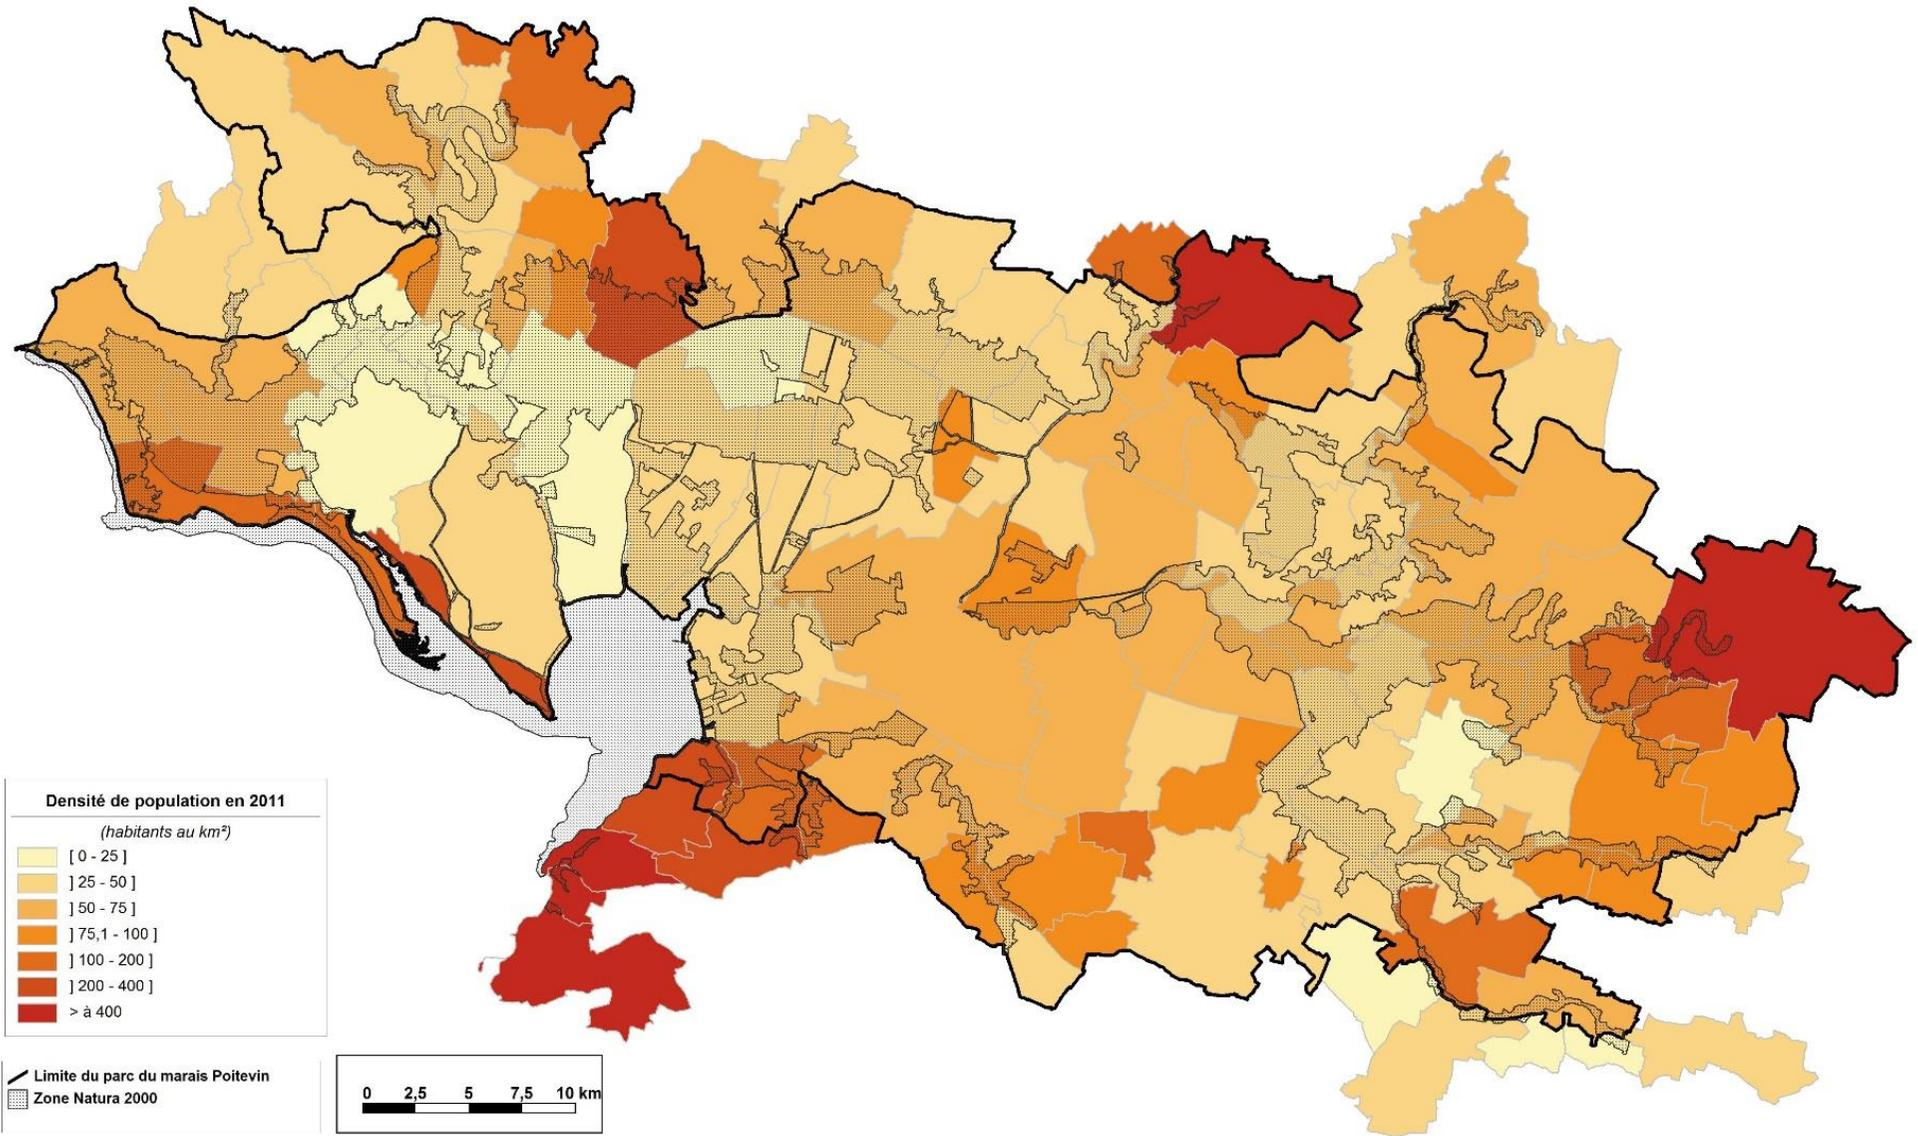 Densité de population en 2011
(habitants au km²)
[ 0 - 25 ]
] 25 - 50 ]
] 50 - 75 ]
] 75,1 - 100 ]
] 100 - 200 ]
] 200 - 400 ]
> à 400
Limite du parc du marais Poitevin
Zone Natura 2000
0 2,5 5 7,5 10 km